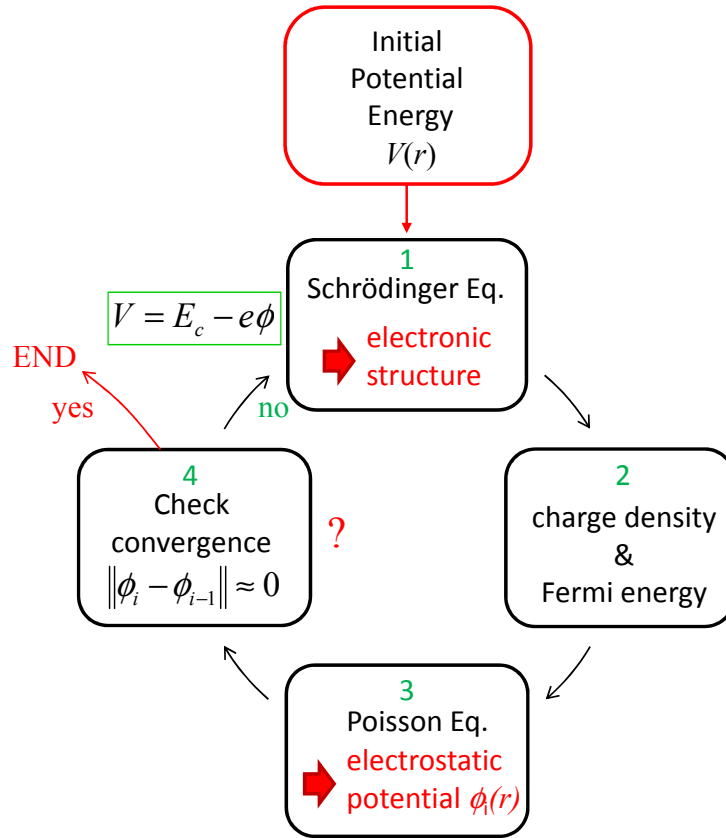 Initial
Potential
Energy
V(r)
1
Schrödinger Eq.
electronic
structure
V = E_c − eϕ
END
yes
no
2
charge density
&
Fermi energy
3
Poisson Eq.
electrostatic
potential ϕ_i(r)
4
Check
convergence
‖ϕ_i − ϕ_{i−1}‖ ≈ 0
?